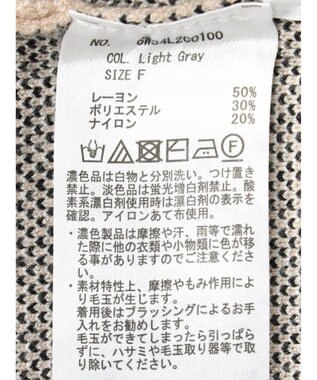 NO.
COL. Light Gray
SIZE F
レーヨン 50%
ポリエステル 30%
ナイロン 20%
濃色品は白物と分別洗い。つけ置き
禁止。淡色品は蛍光増白剤禁止。酸
素系漂白剤使用時は漂白剤の表示を
確認。アイロンあて布使用。
・濃色製品は摩擦や汗、雨等で濡れ
た際に他の衣類や小物類に色が移
る事がありますのでご注意くださ
い。
・素材特性上、摩擦やもみ作用によ
り毛玉が生じます。
着用後はブラッシングによるお手
入れをお勧めします。
毛玉ができてしまったら引っぱら
ずに、ハサミや毛玉取り器等で取
り除いてください。